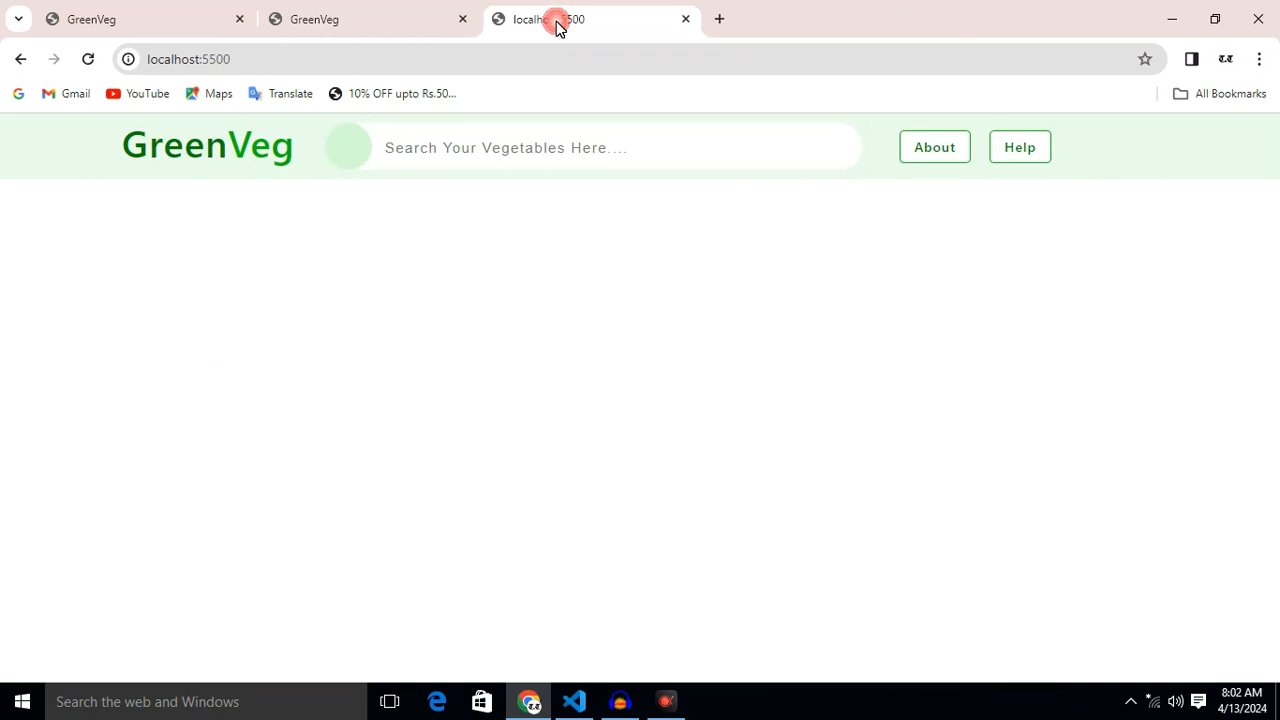 GreenVeg
GreenVeg
localh 5500
localhost:5500
Gmail
YouTube
Maps
Translate
10% OFF upto Rs.50...
All Bookmarks
GreenVeg
Search Your Vegetables Here....
About
Help
Search the web and Windows
8:02 AM
4/13/2024